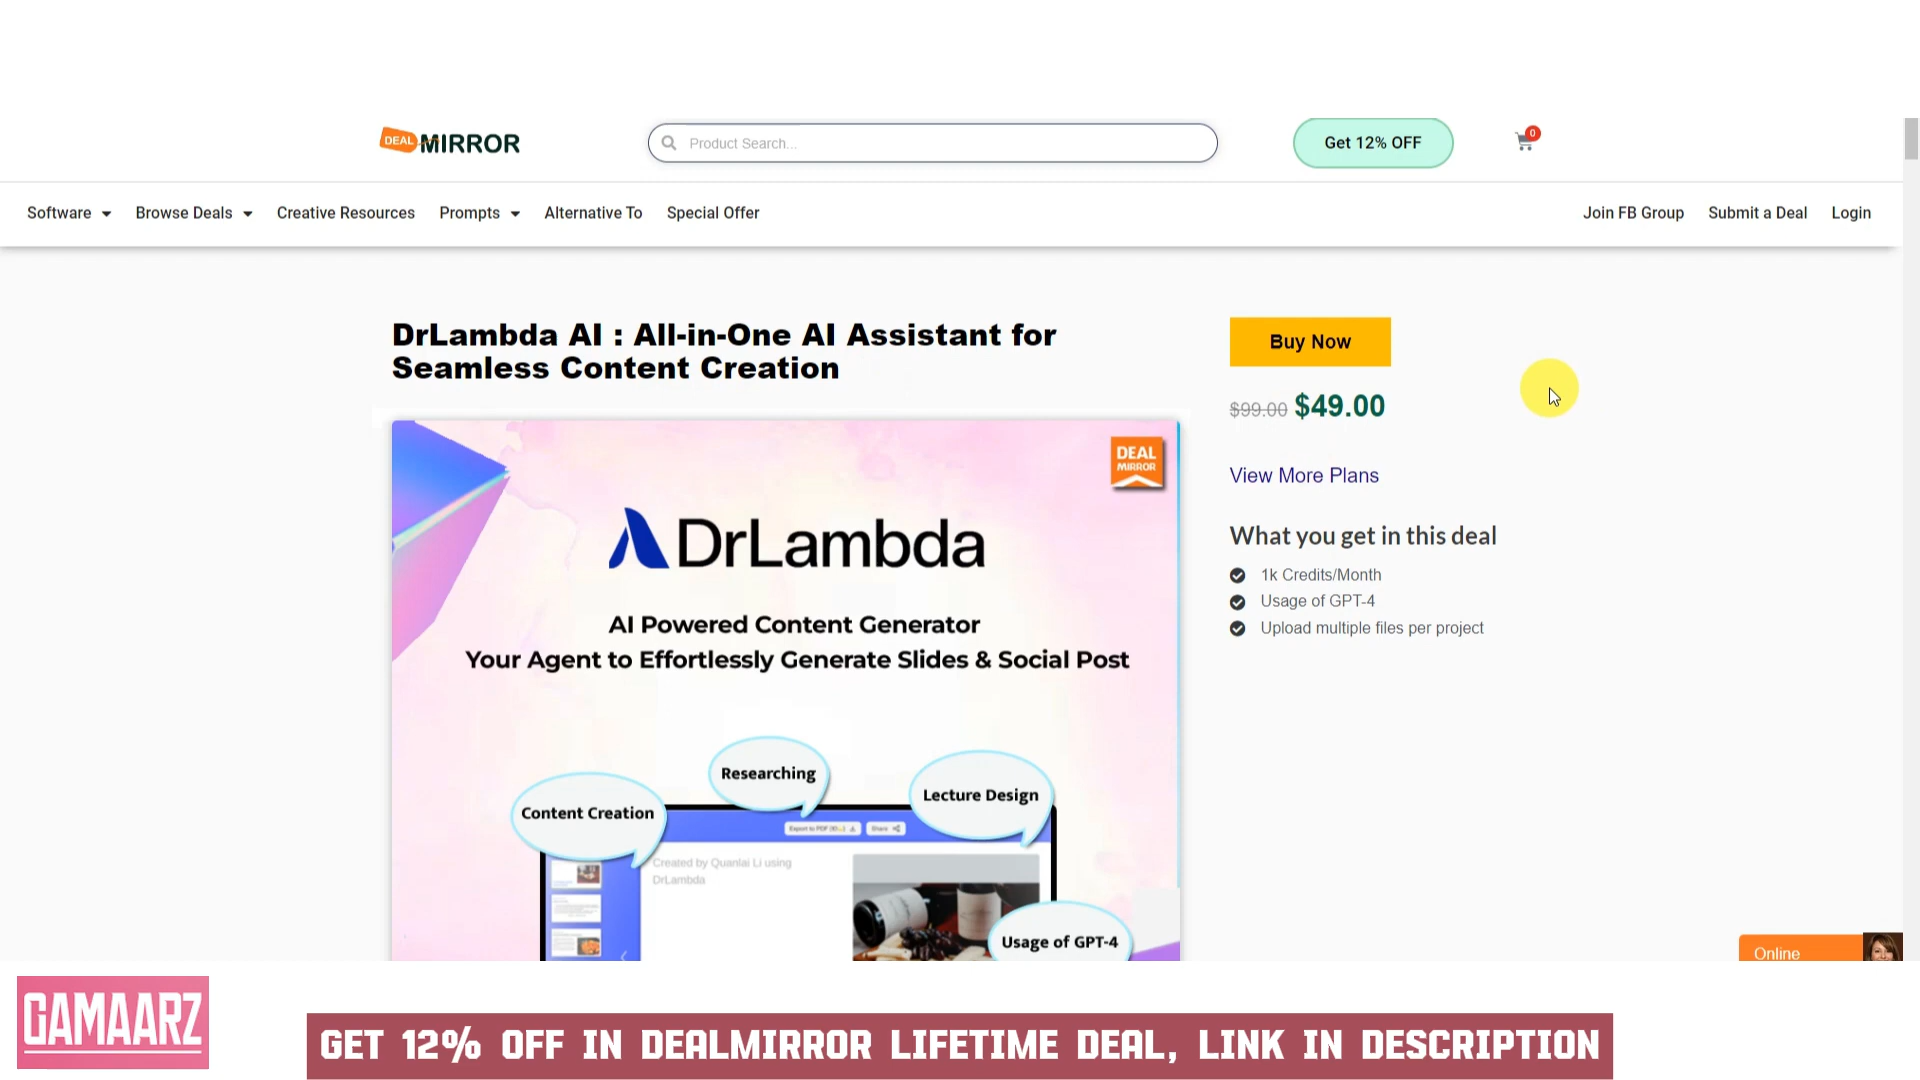 DEAL MIRROR
Product Search...
Get 12% OFF
0
Software
Browse Deals
Creative Resources
Prompts
Alternative To
Special Offer
Join FB Group
Submit a Deal
Login
DrLambda AI : All-in-One AI Assistant for
Seamless Content Creation
Buy Now
$99.00 $49.00
View More Plans
What you get in this deal
1k Credits/Month
Usage of GPT-4
Upload multiple files per project
DEAL
MIRROR
DrLambda
AI Powered Content Generator
Your Agent to Effortlessly Generate Slides & Social Post
Researching
Lecture Design
Content Creation
Share
Created by Quanlai Li using
DrLambda
Usage of GPT-4
Online
GAMAARZ
GET 12% OFF IN DEALMIRROR LIFETIME DEAL, LINK IN DESCRIPTION